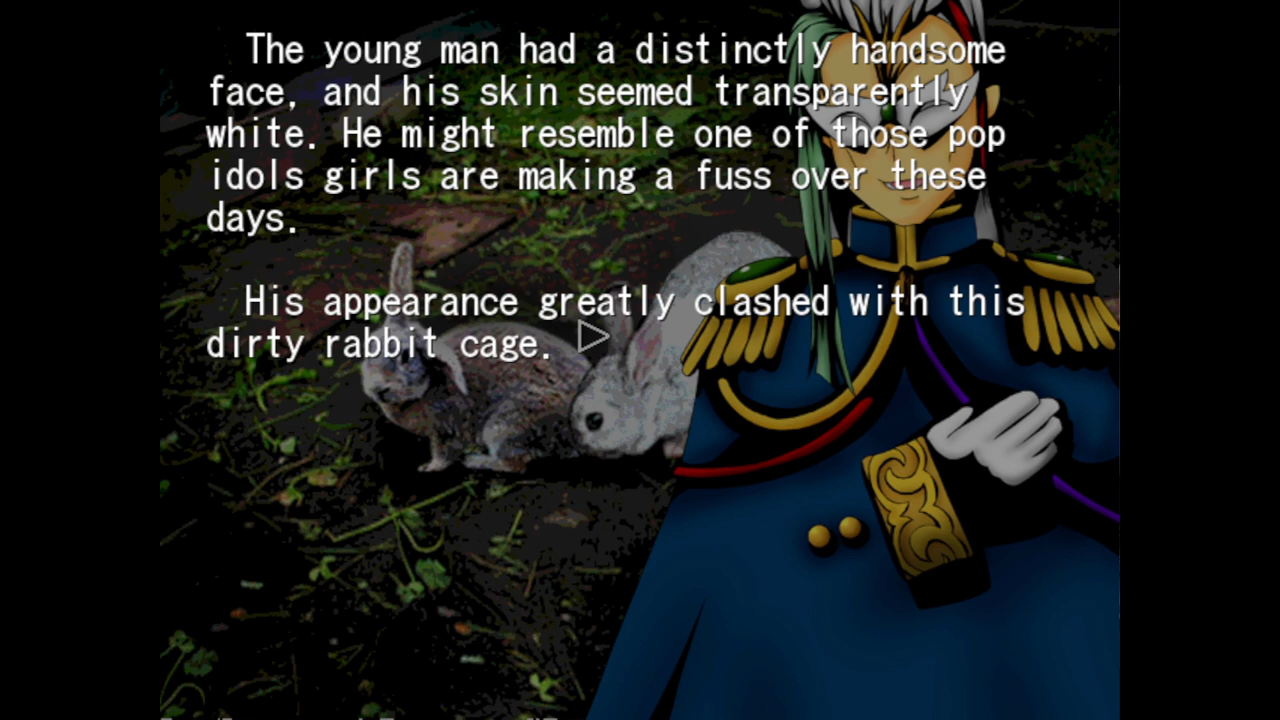 The young man had a distinctly handsome
face, and his skin seemed transparently
white. He might resemble one of those pop
idols girls are making a fuss over these
days.
His appearance greatly clashed with this
dirty rabbit cage.